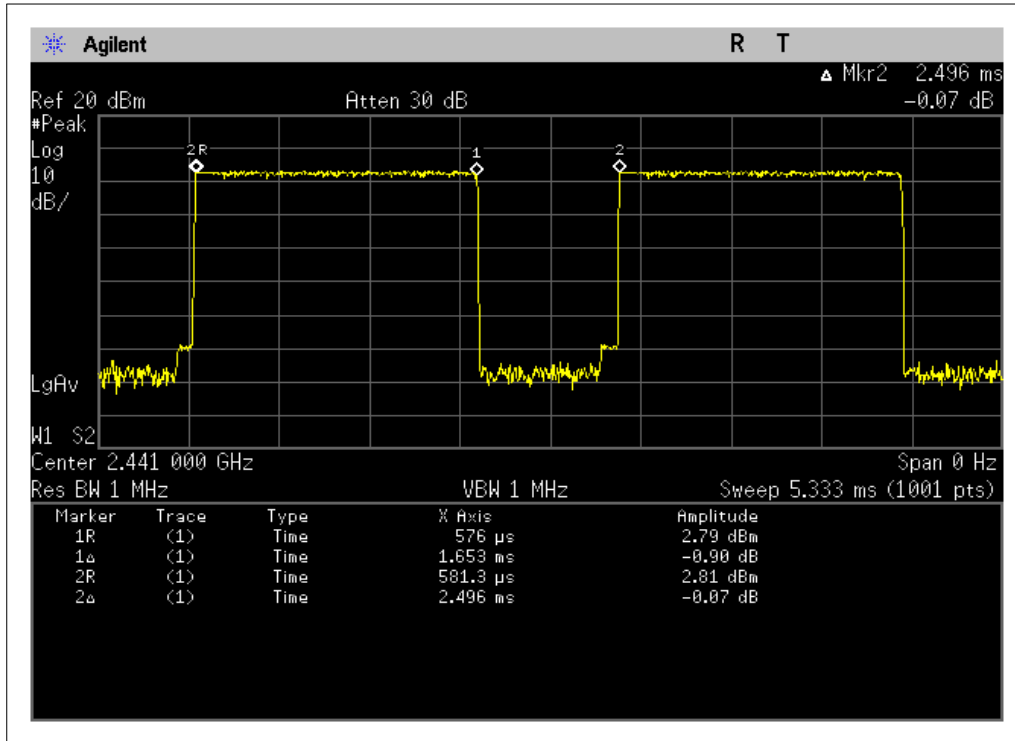 Agilent R T
Δ Mkr2 2.496 ms
Ref 20 dBm Atten 30 dB -0.07 dB
#Peak
Log
10
dB/
2R 1 2
LgAv
W1 S2
Center 2.441 000 GHz Span 0 Hz
Res BW 1 MHz VBW 1 MHz Sweep 5.333 ms (1001 pts)
Marker Trace Type X Axis Amplitude
1R (1) Time 576 μs 2.79 dBm
1Δ (1) Time 1.653 ms -0.90 dB
2R (1) Time 581.3 μs 2.81 dBm
2Δ (1) Time 2.496 ms -0.07 dB